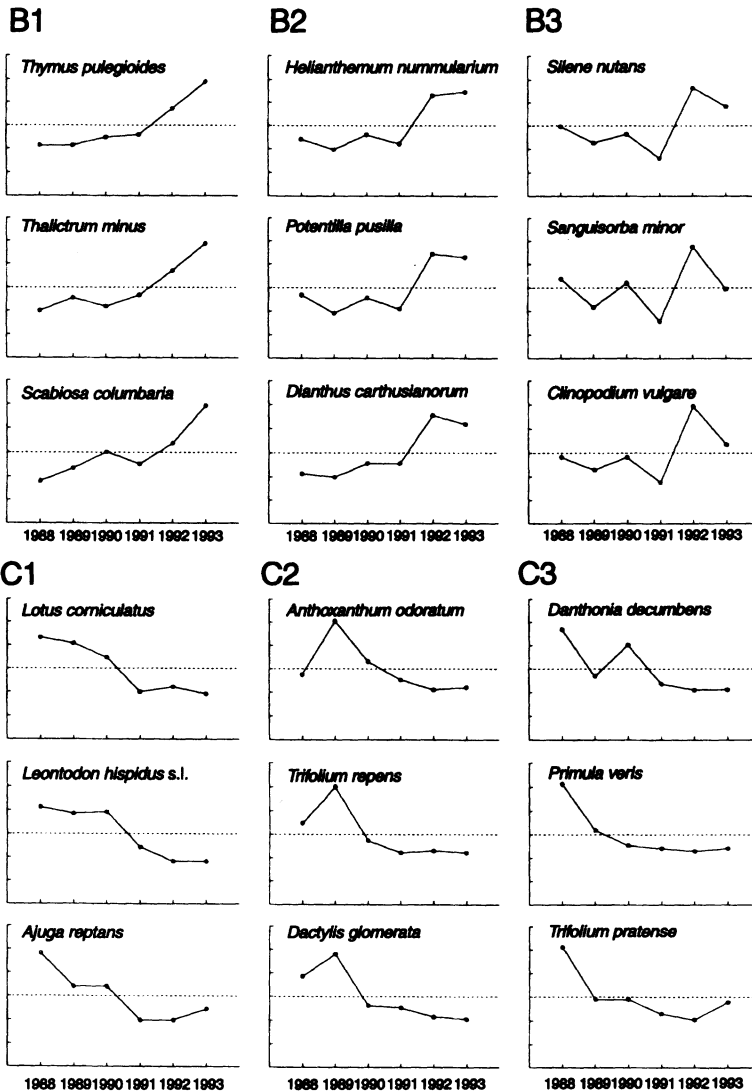 B1 B2 B3
Thymus pulegioides Helianthemum nummularium Silene nutans
Thalictrum minus Potentilla pusilla Sanguisorba minor
Scabiosa columbaria Dianthus carthusianorum Clinopodium vulgare
1988 1989 1990 1991 1992 1993 1988 1989 1990 1991 1992 1993 1988 1989 1990 1991 1992 1993
C1 C2 C3
Lotus corniculatus Anthoxanthum odoratum Danthonia decumbens
Leontodon hispidus s.l. Trifolium repens Primula veris
Ajuga reptans Dactylis glomerata Trifolium pratense
1988 1989 1990 1991 1992 1993 1988 1989 1990 1991 1992 1993 1988 1989 1990 1991 1992 1993